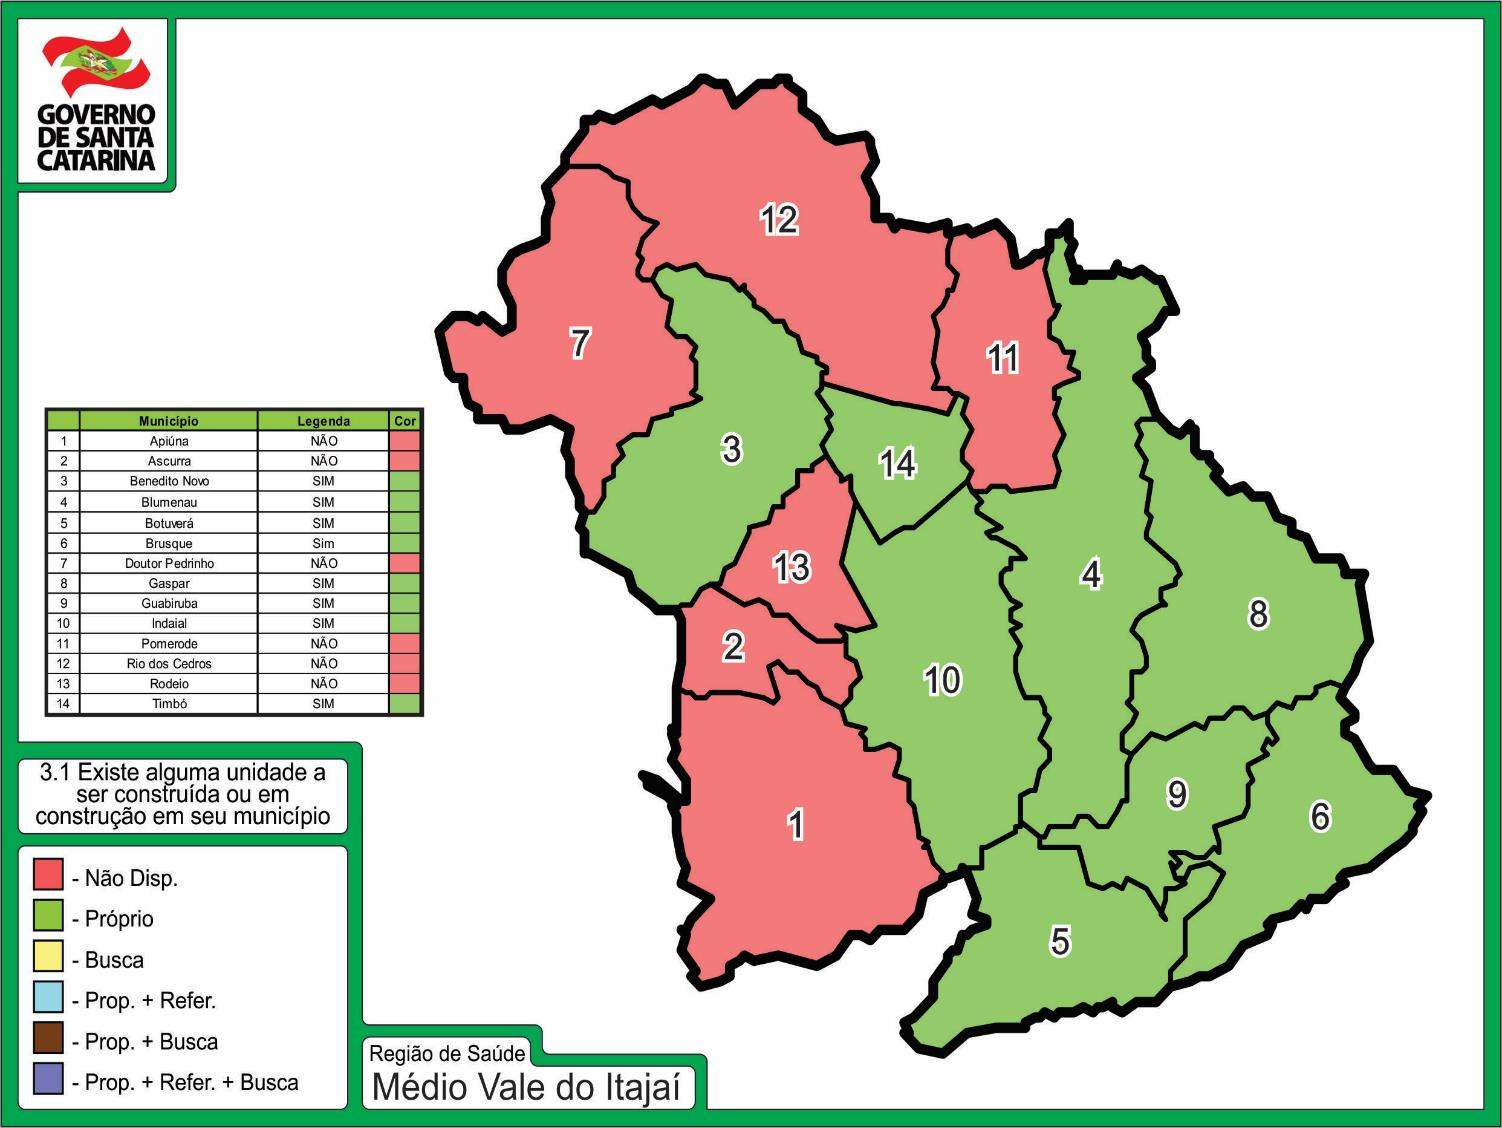 GOVERNO
DE SANTA
CATARINA
12
7
11
3
14
13
4
2
8
10
9
1
6
5
Município Legenda Cor
1 Apiúna NÃO
2 Ascurra NÃO
3 Benedito Novo SIM
4 Blumenau SIM
5 Botuverá SIM
6 Brusque Sim
7 Doutor Pedrinho NÃO
8 Gaspar SIM
9 Guabiruba SIM
10 Indaial SIM
11 Pomerode NÃO
12 Rio dos Cedros NÃO
13 Rodeio NÃO
14 Timbó SIM
3.1 Existe alguma unidade a
ser construída ou em
construção em seu município
- Não Disp.
- Próprio
- Busca
- Prop. + Refer.
- Prop. + Busca
- Prop. + Refer. + Busca
Região de Saúde
Médio Vale do Itajaí